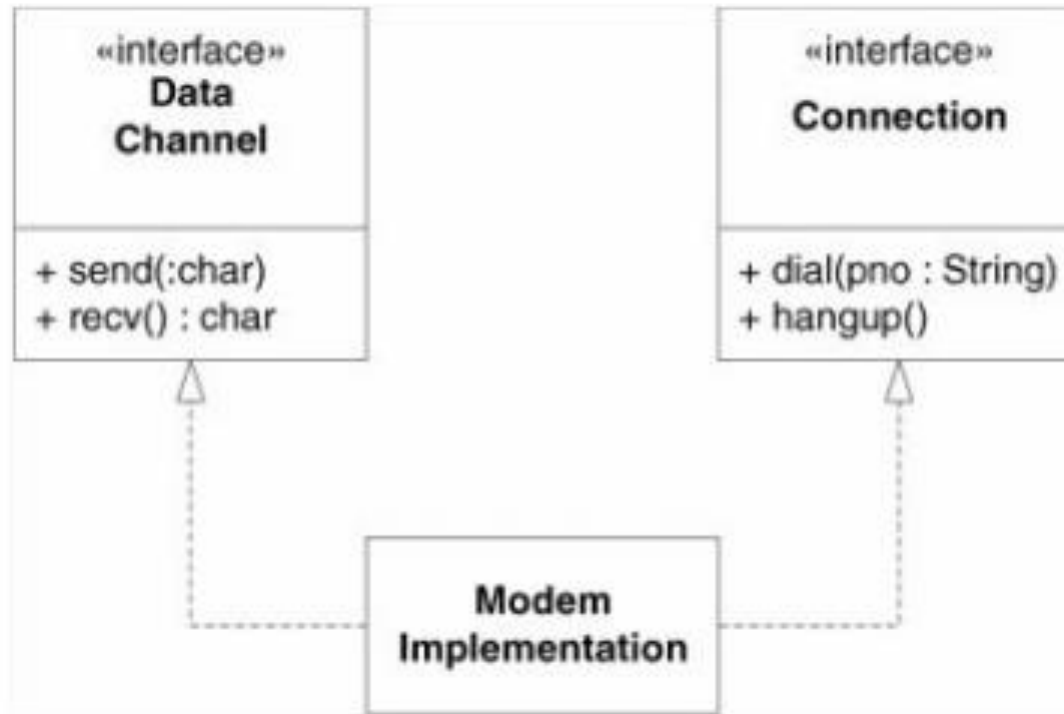 «interface»
Data
Channel
+ send(:char)
+ recv() : char
«interface»
Connection
+ dial(pno : String)
+ hangup()
Modem
Implementation